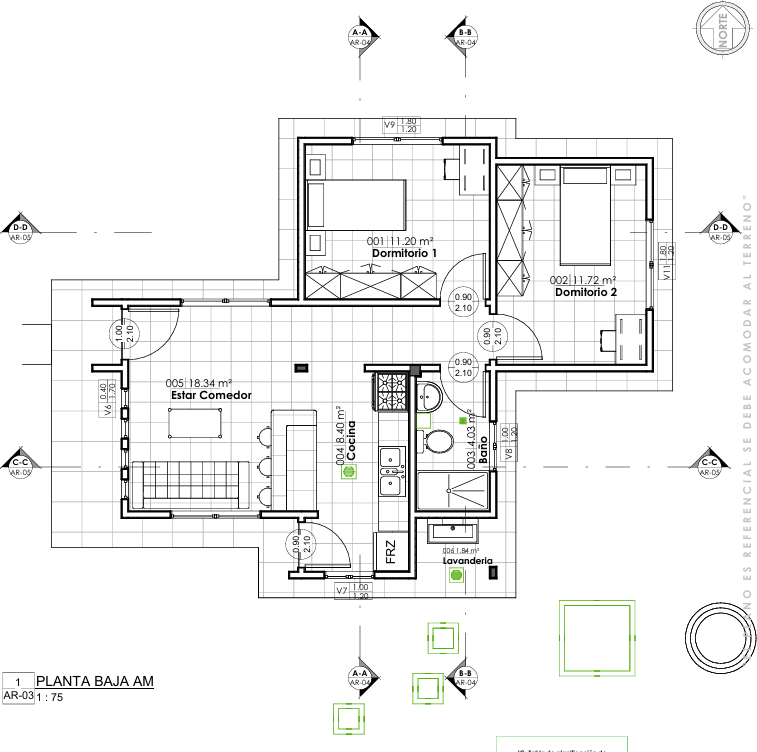 A-A
AR-04
B-B
AR-04
NORTE
V9 1.80
1.20
001 11.20 m²
Dormitorio 1
D-D
AR-05
D-D
AR-05
V11 1.80
1.20
002 11.72 m²
Domitorio 2
0.90
2.10
0.90
2.10
0.90
2.10
1.00
2.10
005 18.34 m²
Estar Comedor
V6 0.40
1.70
004 8.40 m²
Cocina
003 4.03 m²
Baño
V8 1.00
1.20
C-C
AR-05
C-C
AR-05
0.90
2.10
FRZ
006 1.84 m²
Lavanderia
V7 1.00
1.20
ES REFERENCIAL SE DEBE ACOMODAR AL TERRENO"
A-A
AR-04
B-B
AR-04
1
AR-03
PLANTA BAJA AM
1 : 75